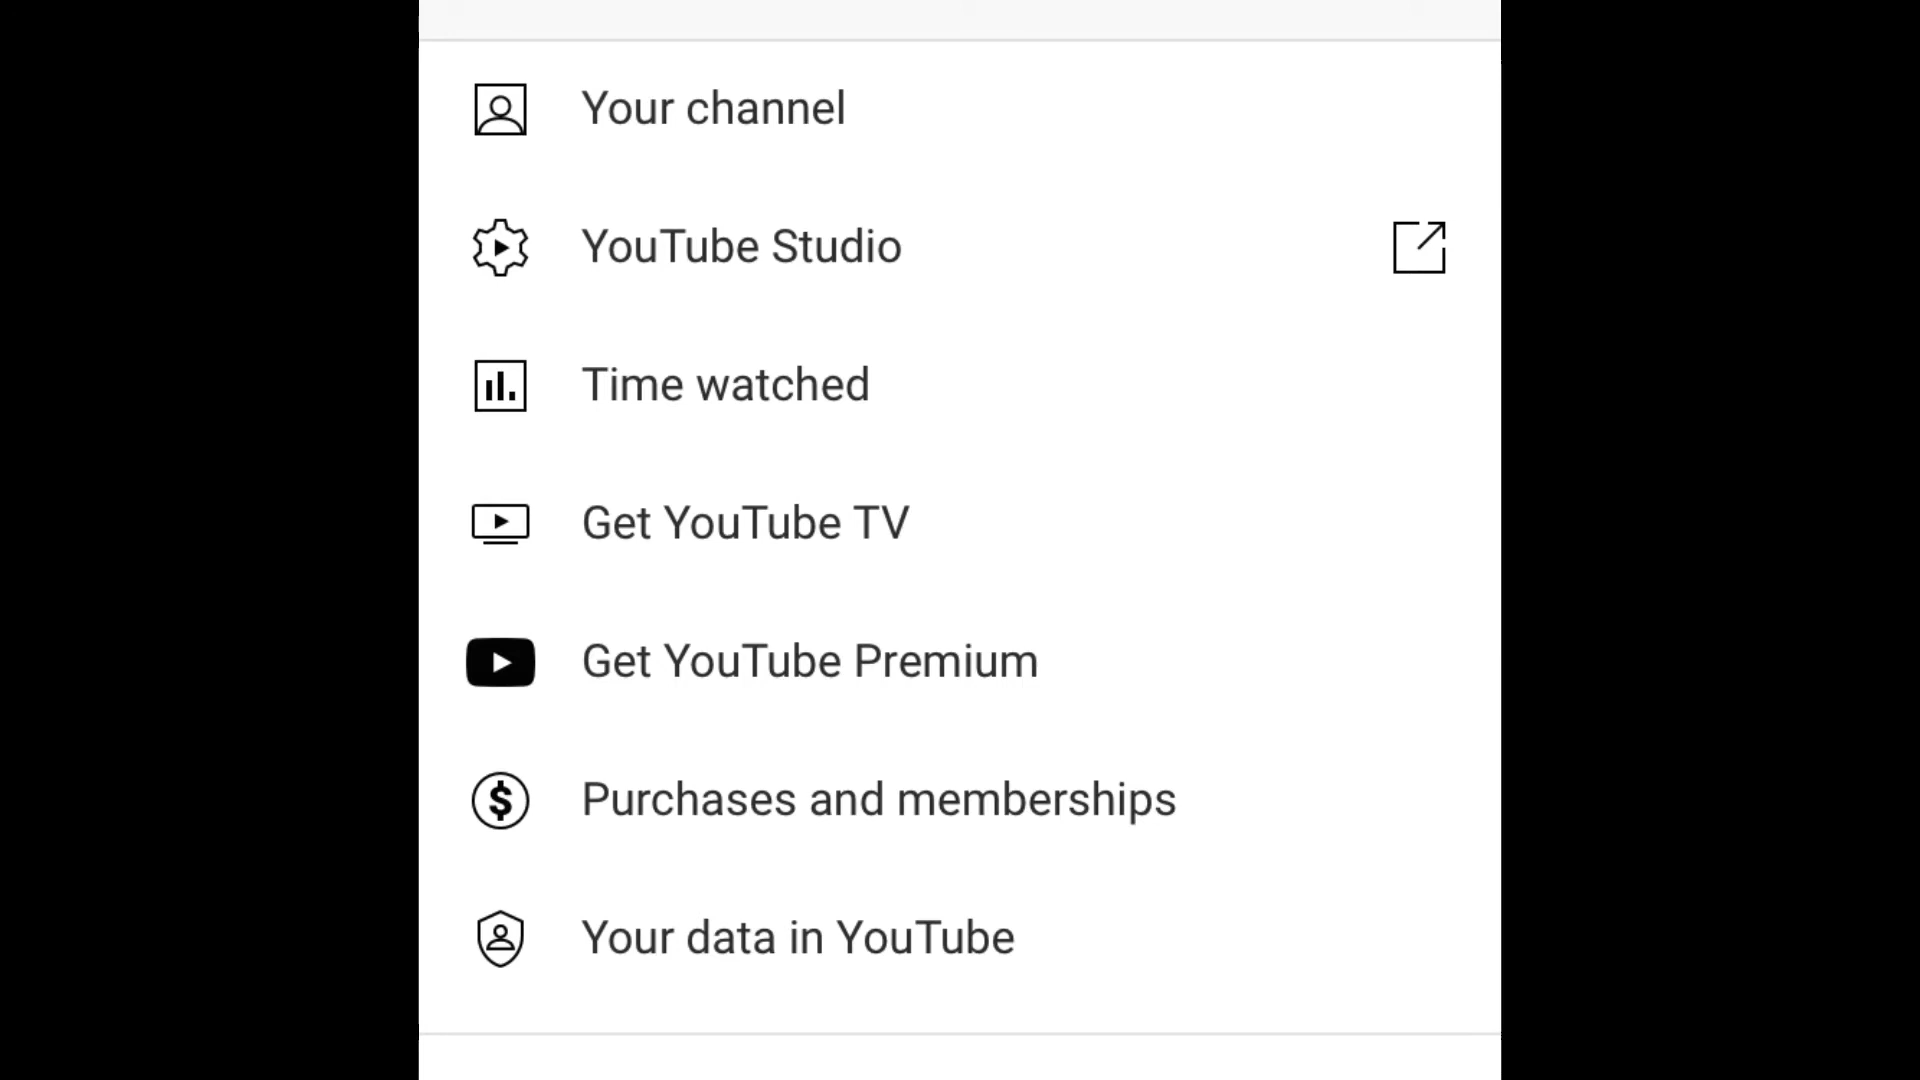 Your channel
YouTube Studio
Time watched
Get YouTube TV
Get YouTube Premium
Purchases and memberships
Your data in YouTube